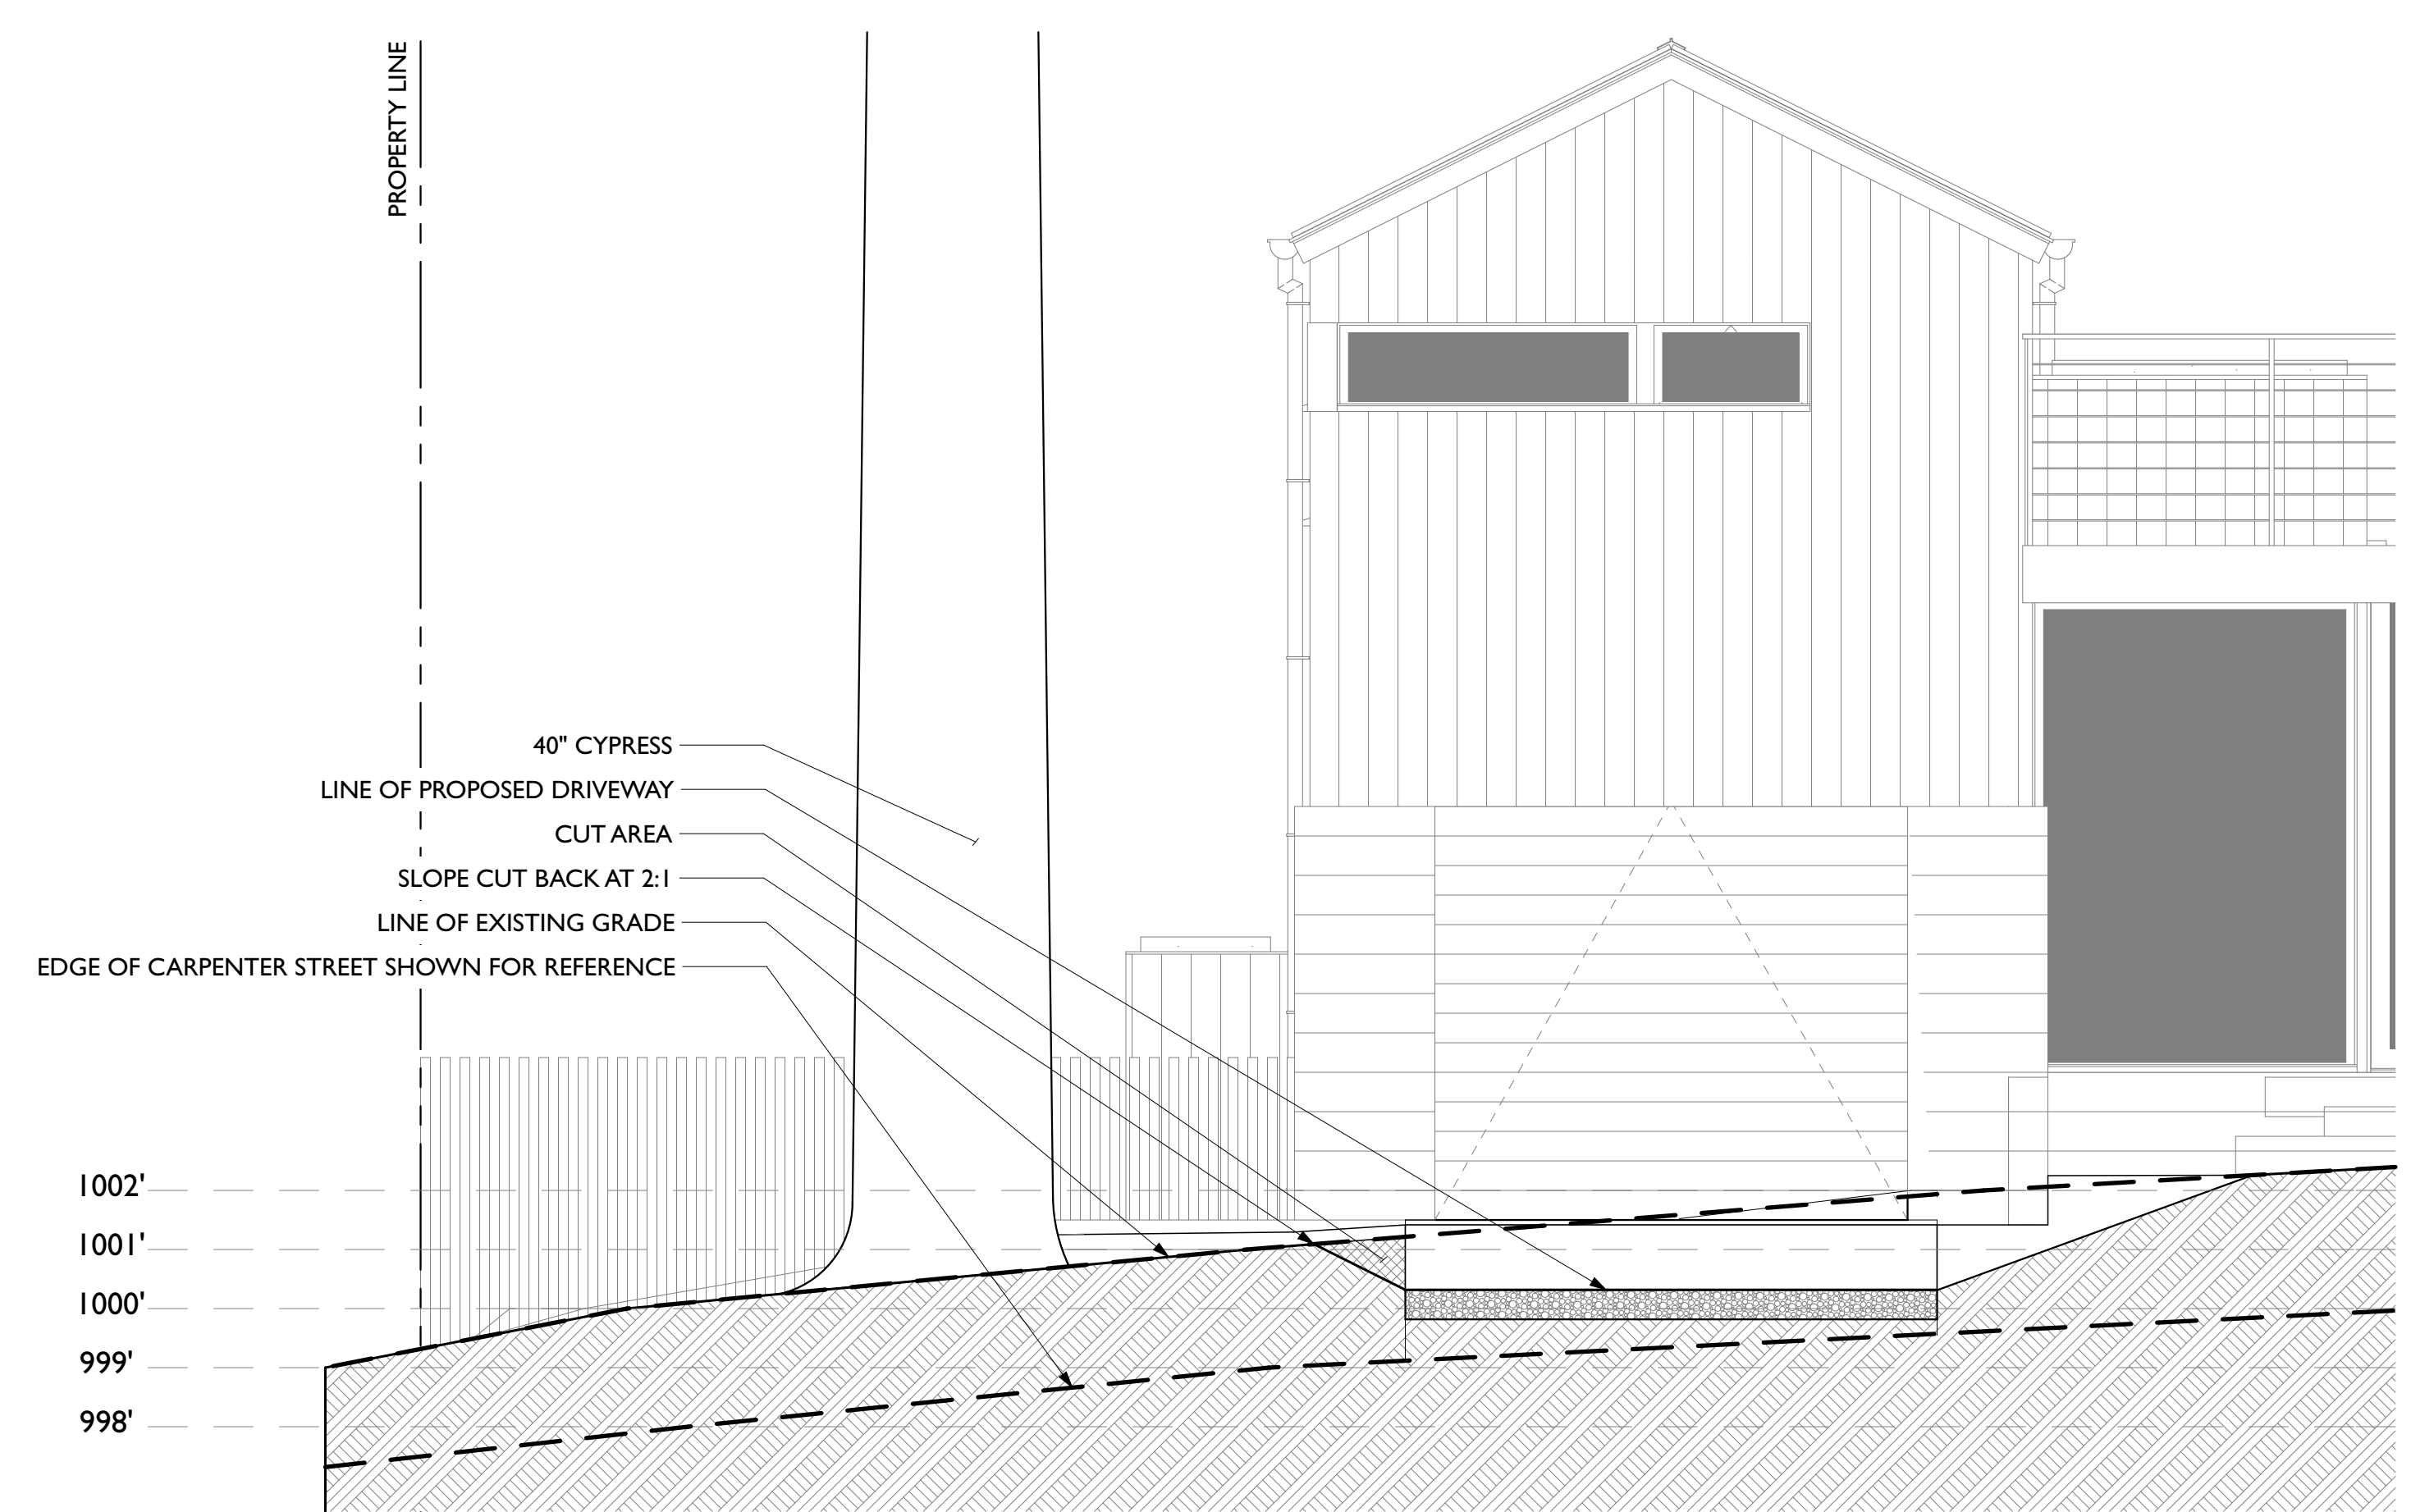 PROPERTY LINE
40" CYPRESS
LINE OF PROPOSED DRIVEWAY
CUT AREA
SLOPE CUT BACK AT 2:1
LINE OF EXISTING GRADE
EDGE OF CARPENTER STREET SHOWN FOR REFERENCE
1002'
1001'
1000'
999'
998'